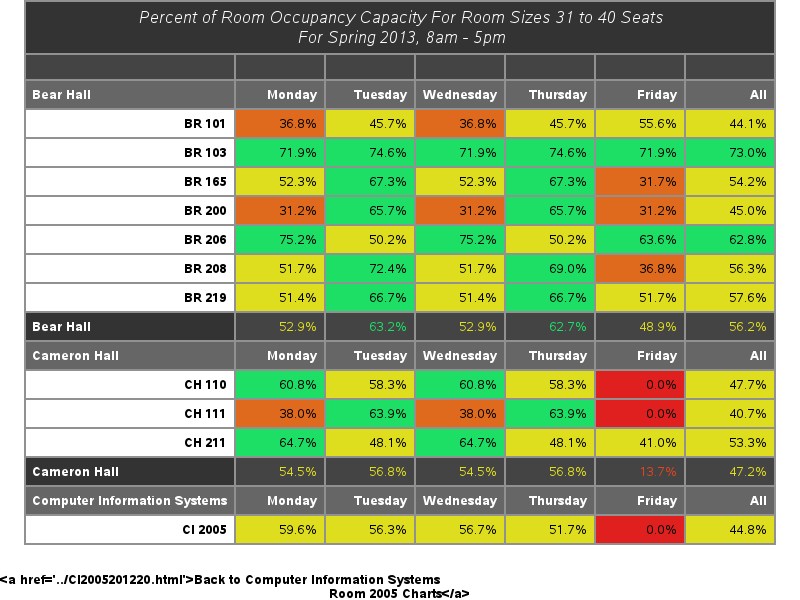 Percent of Room Occupancy Capacity For Room Sizes 31 to 40 Seats
For Spring 2013, 8am - 5pm
Bear Hall Monday Tuesday Wednesday Thursday Friday All
BR 101 36.8% 45.7% 36.8% 45.7% 55.6% 44.1%
BR 103 71.9% 74.6% 71.9% 74.6% 71.9% 73.0%
BR 165 52.3% 67.3% 52.3% 67.3% 31.7% 54.2%
BR 200 31.2% 65.7% 31.2% 65.7% 31.2% 45.0%
BR 206 75.2% 50.2% 75.2% 50.2% 63.6% 62.8%
BR 208 51.7% 72.4% 51.7% 69.0% 36.8% 56.3%
BR 219 51.4% 66.7% 51.4% 66.7% 51.7% 57.6%
Bear Hall 52.9% 63.2% 52.9% 62.7% 48.9% 56.2%
Cameron Hall Monday Tuesday Wednesday Thursday Friday All
CH 110 60.8% 58.3% 60.8% 58.3% 0.0% 47.7%
CH 111 38.0% 63.9% 38.0% 63.9% 0.0% 40.7%
CH 211 64.7% 48.1% 64.7% 48.1% 41.0% 53.3%
Cameron Hall 54.5% 56.8% 54.5% 56.8% 13.7% 47.2%
Computer Information Systems Monday Tuesday Wednesday Thursday Friday All
CI 2005 59.6% 56.3% 56.7% 51.7% 0.0% 44.8%
<a href='../CI2005201220.html'>Back to Computer Information Systems
Room 2005 Charts</a>